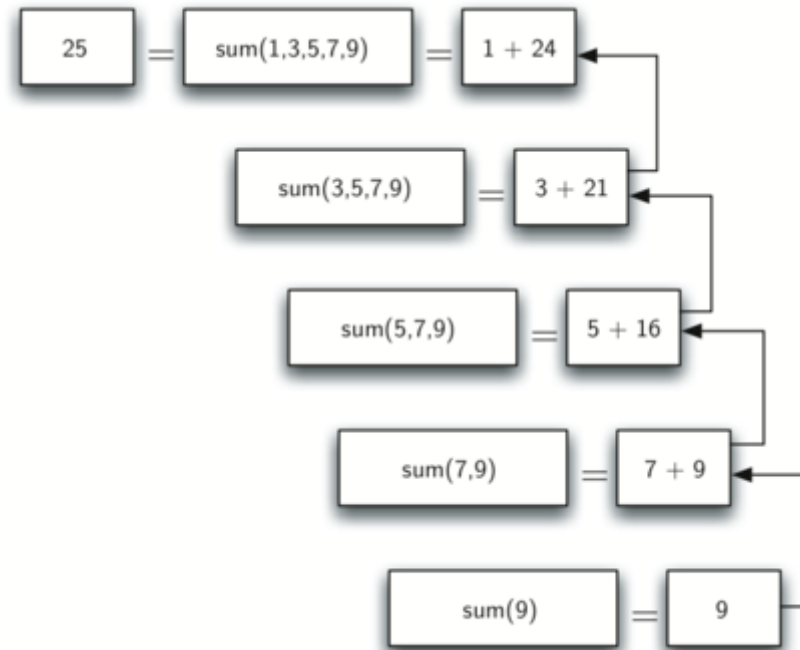 25 = sum(1,3,5,7,9) = 1 + 24
sum(3,5,7,9) = 3 + 21
sum(5,7,9) = 5 + 16
sum(7,9) = 7 + 9
sum(9) = 9